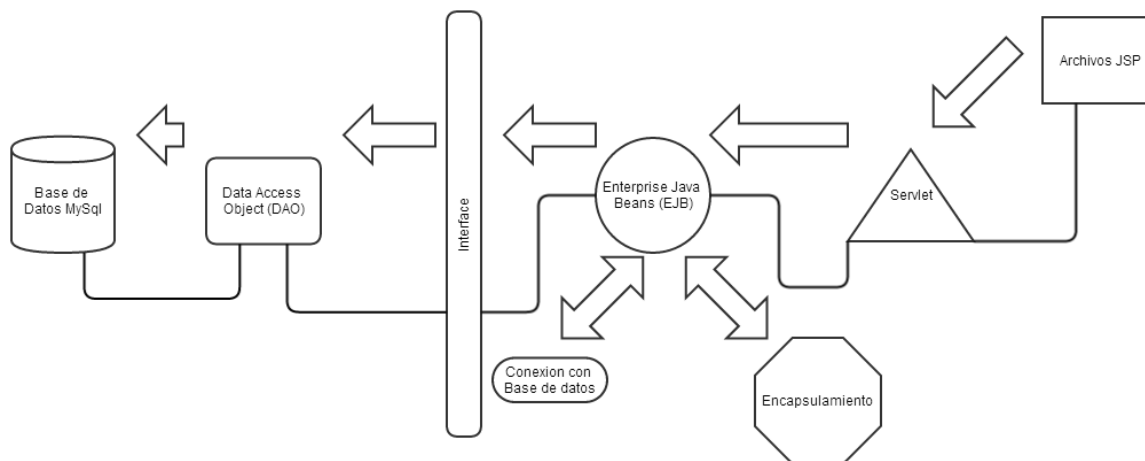 Archivos JSP
Base de
Datos MySql
Data Access
Object (DAO)
Interface
Enterprise Java
Beans (EJB)
Servlet
Conexion con
Base de datos
Encapsulamiento